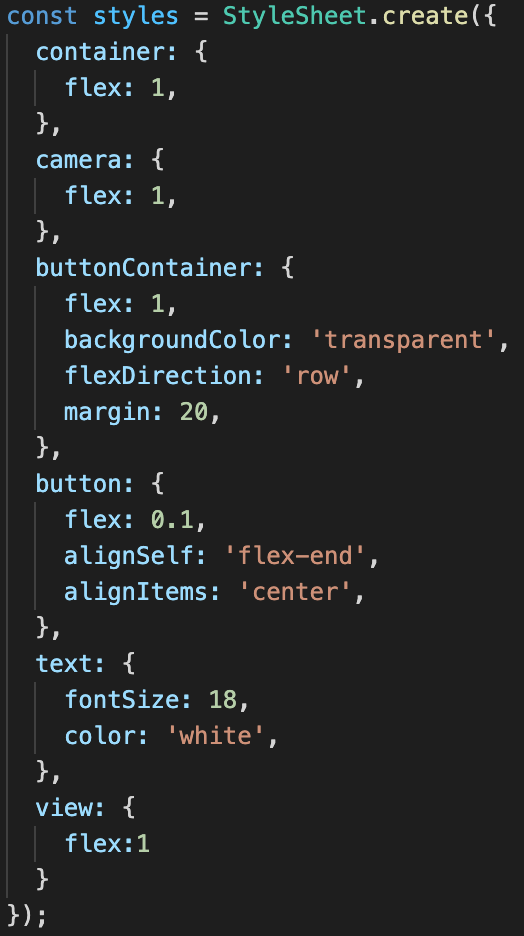 const styles = StyleSheet.create({
  container: {
    flex: 1,
  },
  camera: {
    flex: 1,
  },
  buttonContainer: {
    flex: 1,
    backgroundColor: 'transparent',
    flexDirection: 'row',
    margin: 20,
  },
  button: {
    flex: 0.1,
    alignSelf: 'flex-end',
    alignItems: 'center',
  },
  text: {
    fontSize: 18,
    color: 'white',
  },
  view: {
    flex:1
  }
});